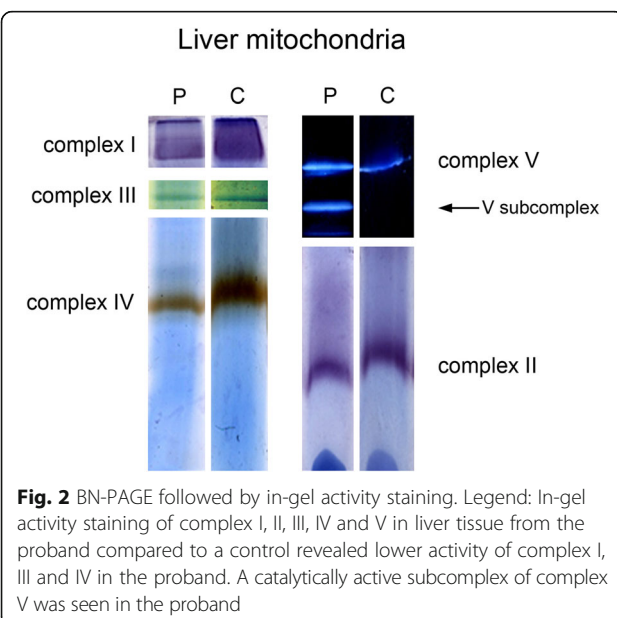 Liver mitochondria
P C
P C
complex I
complex III
complex IV
complex V
V subcomplex
complex II
Fig. 2 BN-PAGE followed by in-gel activity staining. Legend: In-gel
activity staining of complex I, II, III, IV and V in liver tissue from the
proband compared to a control revealed lower activity of complex I,
III and IV in the proband. A catalytically active subcomplex of complex
V was seen in the proband